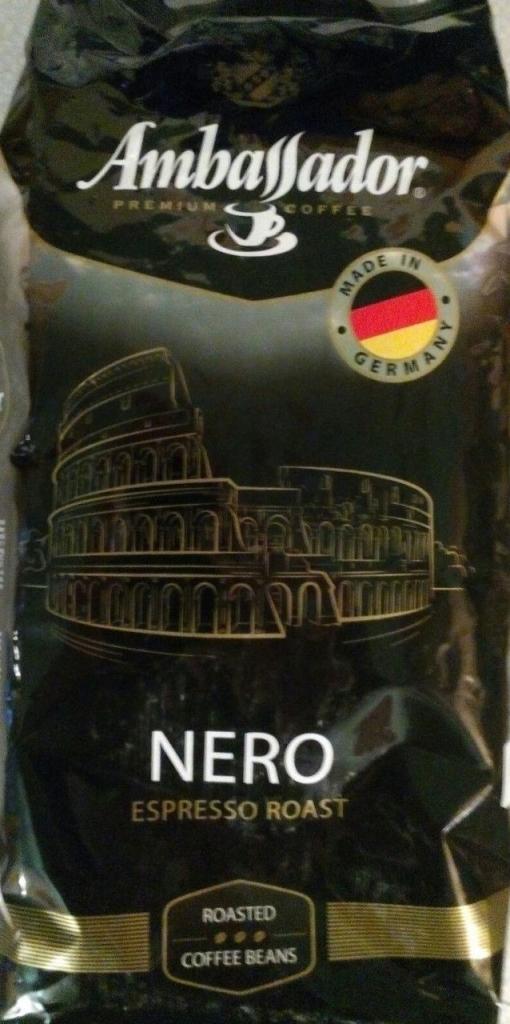 Ambassador®
PREMIUM COFFEE
MADE IN
GERMANY
NERO
ESPRESSO ROAST
ROASTED
COFFEE BEANS